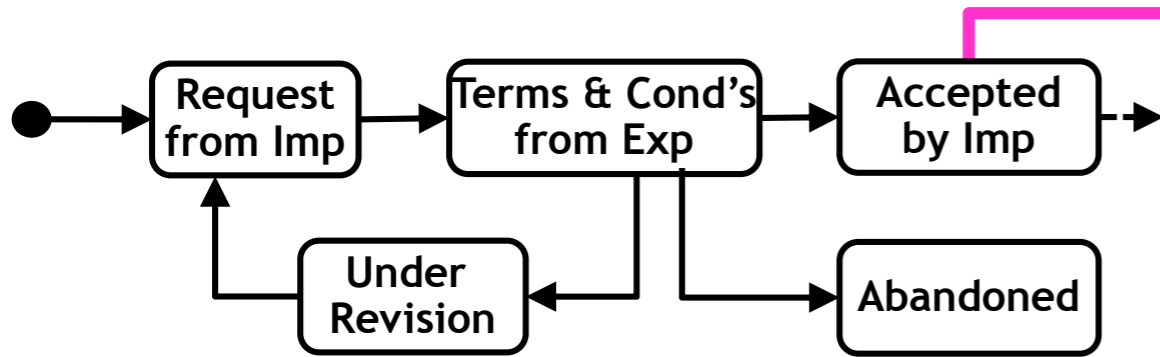 Request
from Imp
Terms & Cond’s
from Exp
Accepted
by Imp
Under
Revision
Abandoned